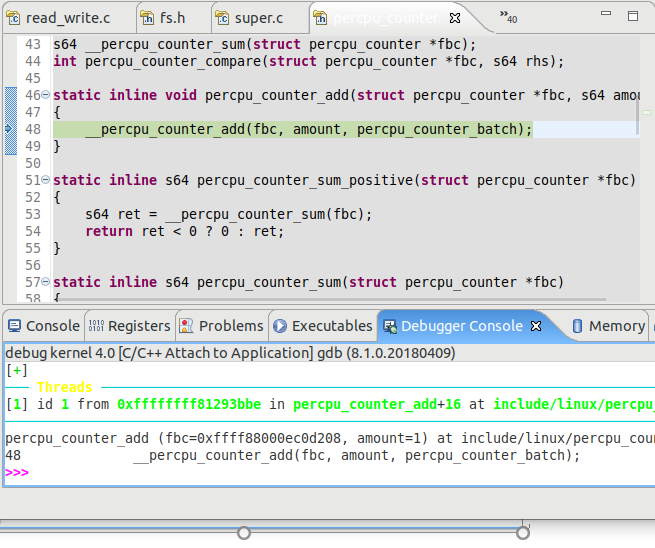 read_write.c fs.h super.c percpu_counter. »40
43 s64 __percpu_counter_sum(struct percpu_counter *fbc);
44 int percpu_counter_compare(struct percpu_counter *fbc, s64 rhs);
45
46 static inline void percpu_counter_add(struct percpu_counter *fbc, s64 amou
47 {
48 __percpu_counter_add(fbc, amount, percpu_counter_batch);
49 }
50
51 static inline s64 percpu_counter_sum_positive(struct percpu_counter *fbc)
52 {
53 s64 ret = __percpu_counter_sum(fbc);
54 return ret < 0 ? 0 : ret;
55 }
56
57 static inline s64 percpu_counter_sum(struct percpu_counter *fbc)
58 {
Console Registers Problems Executables Debugger Console Memory
debug kernel 4.0 [C/C++ Attach to Application] gdb (8.1.0.20180409)
[+]
Threads
[1] id 1 from 0xffffffff81293bbe in percpu_counter_add+16 at include/linux/percpu_
percpu_counter_add (fbc=0xffff88000ec0d208, amount=1) at include/linux/percpu_cou
48 __percpu_counter_add(fbc, amount, percpu_counter_batch);
>>>